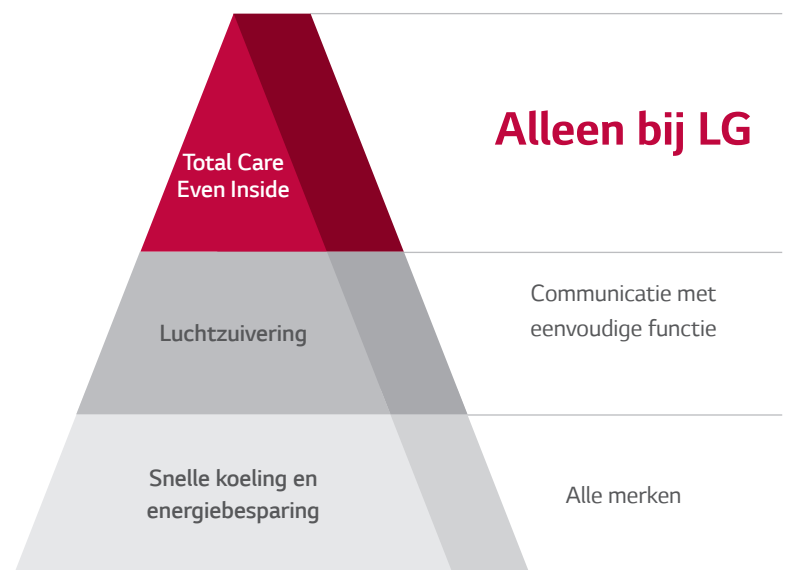 Total Care
Even Inside
Alleen bij LG
Luchtzuivering
Communicatie met
eenvoudige functie
Snelle koeling en
energiebesparing
Alle merken